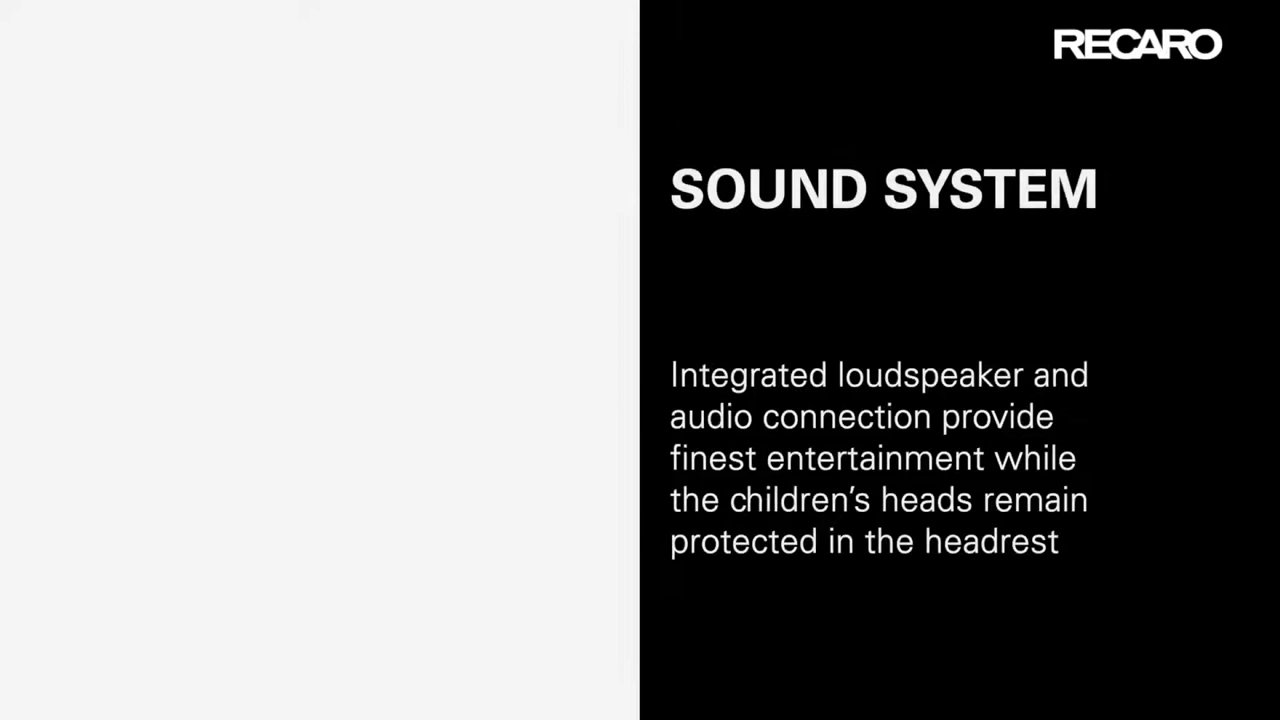 RECARO
SOUND SYSTEM
Integrated loudspeaker and
audio connection provide
finest entertainment while
the children’s heads remain
protected in the headrest